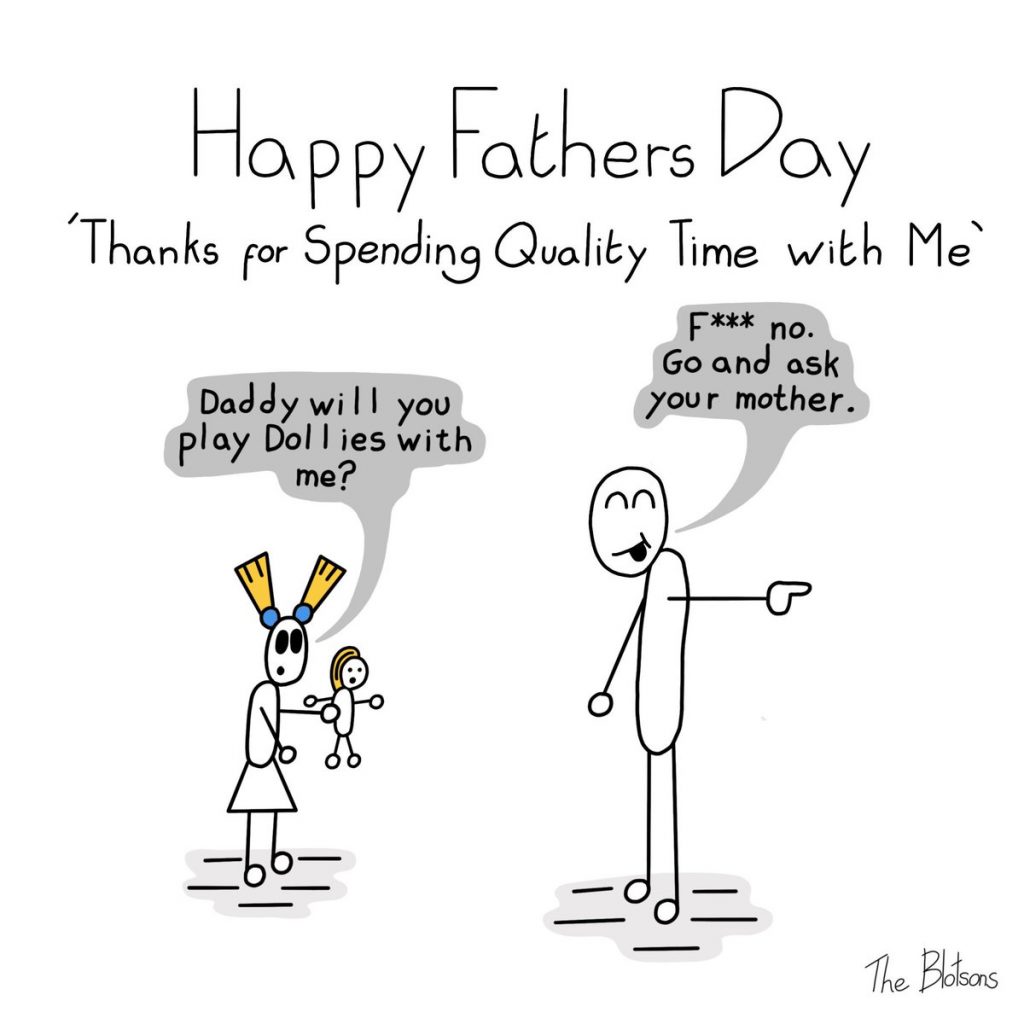 Happy Fathers Day
'Thanks for Spending Quality Time with Me`
Daddy will you
play Dollies with
me?
F*** no.
Go and ask
your mother.
The Blotsons